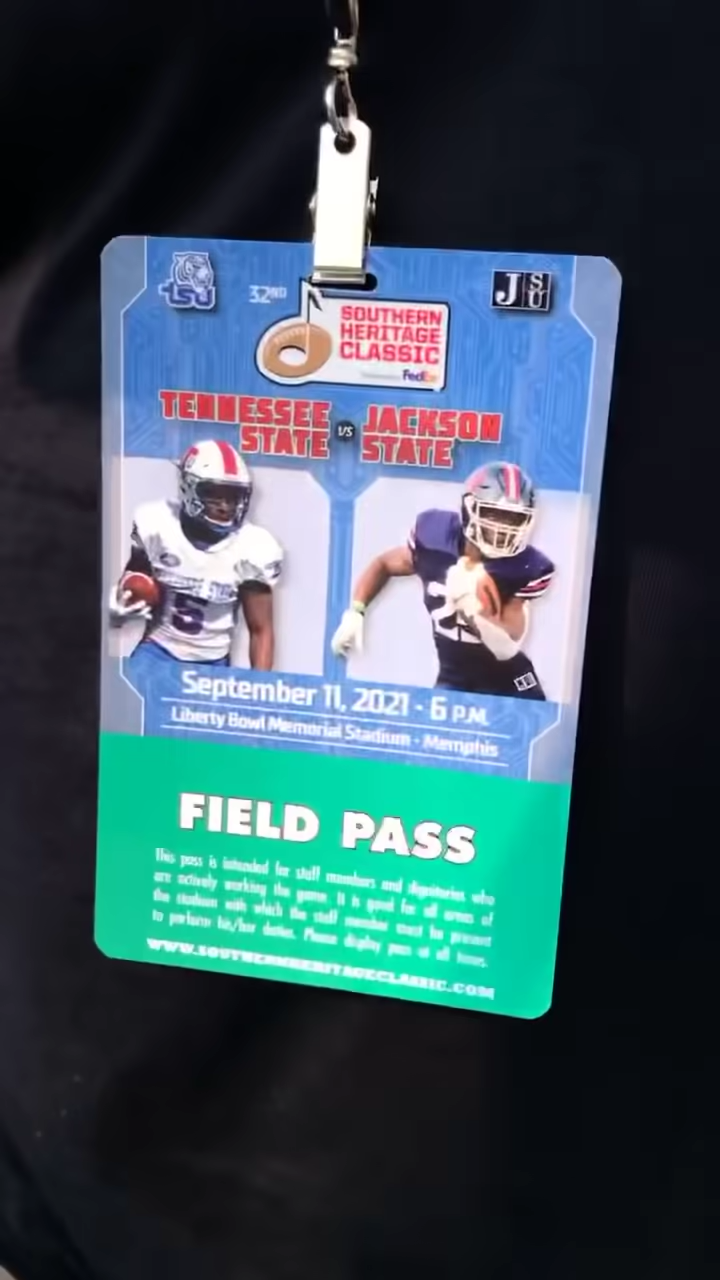 TSU
32ND
JSU
SOUTHERN
HERITAGE
CLASSIC
FedEx
TENNESSEE STATE
VS
JACKSON STATE
5
September 11, 2021 - 6 P.M.
Liberty Bowl Memorial Stadium - Memphis
FIELD PASS
This pass is intended for staff members and dignitaries who
are actively working the game. It is good for all areas of
the stadium with which the staff member must be present
to perform his/her duties. Please display pass at all times.
WWW.SOUTHERNHERITAGECLASSIC.COM